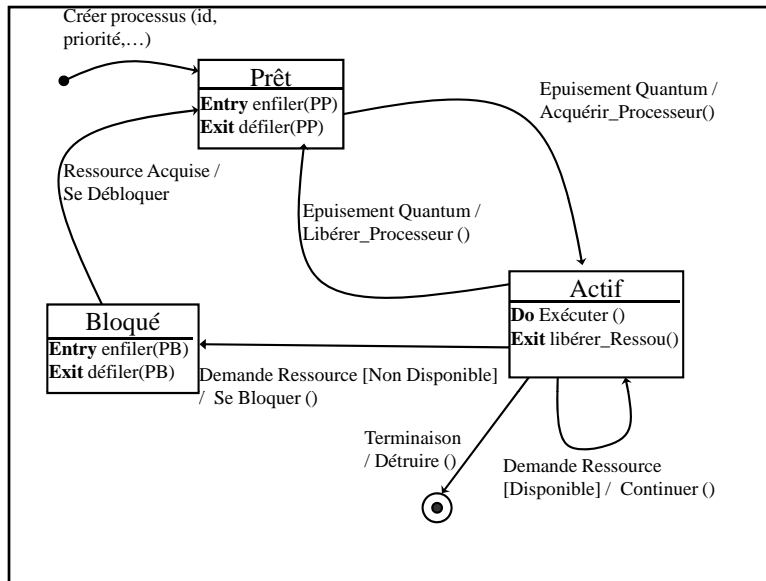 Créer processus (id,
priorité,…)
Prêt
Entry enfiler(PP)
Exit défiler(PP)
Epuisement Quantum /
Acquérir_Processeur()
Ressource Acquise /
Se Débloquer
Epuisement Quantum /
Libérer_Processeur ()
Actif
Do Exécuter ()
Exit libérer_Ressou()
Bloqué
Entry enfiler(PB)
Exit défiler(PB)
Demande Ressource [Non Disponible]
/ Se Bloquer ()
Terminaison
/ Détruire ()
Demande Ressource
[Disponible] / Continuer ()